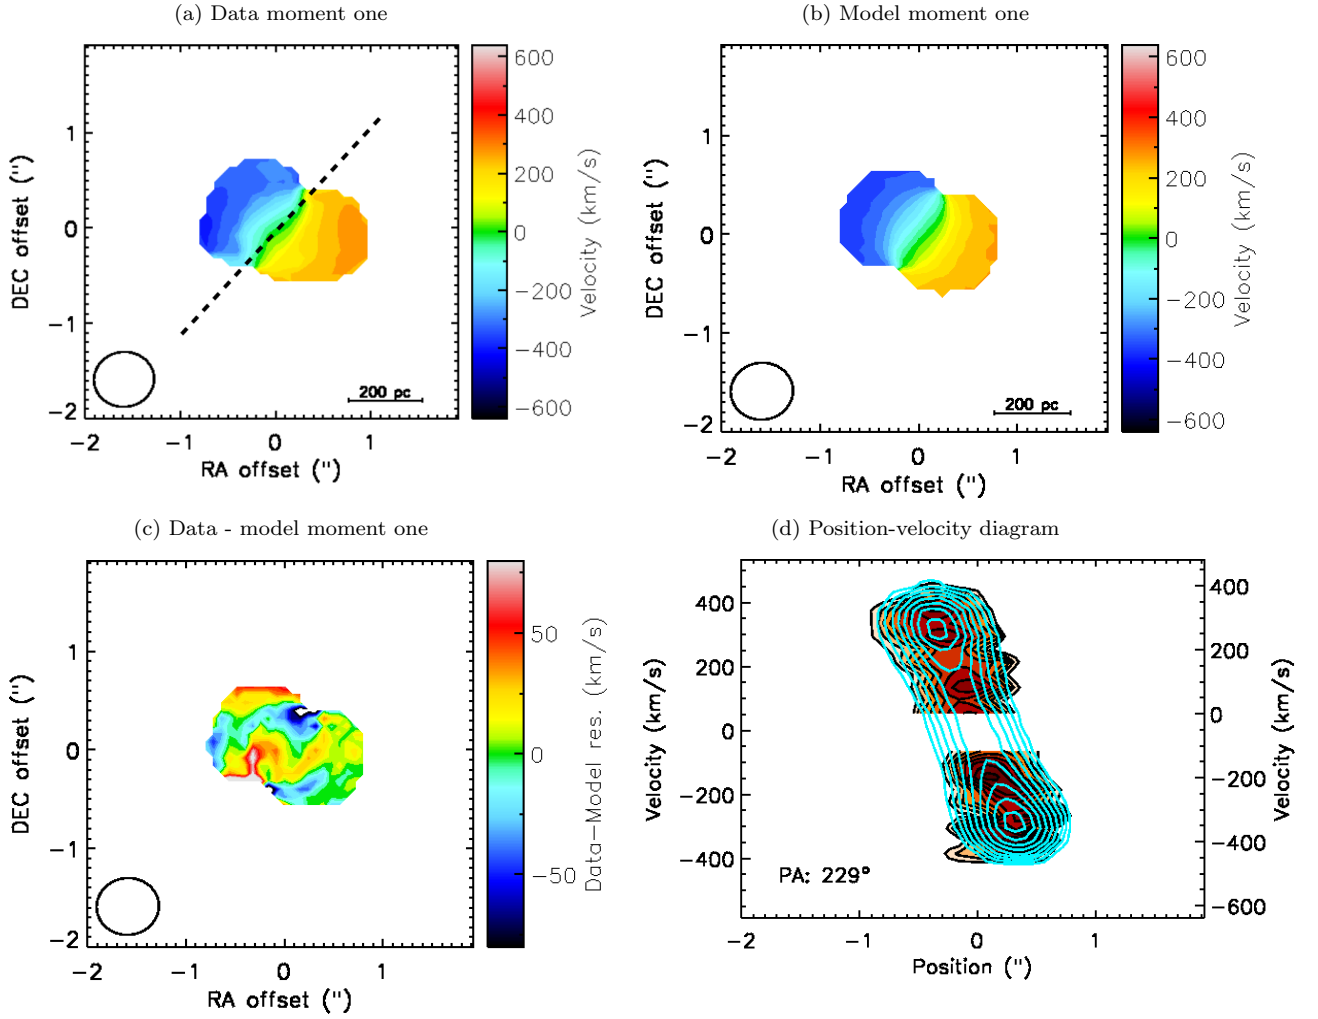 (a) Data moment one
DEC offset (")
1
0
−1
−2
−2 −1 0 1
RA offset (")
200 pc
600
400
200
0
−200
−400
−600
Velocity (km/s)
(b) Model moment one
DEC offset (")
1
0
−1
−2
−2 −1 0 1
RA offset (")
200 pc
600
400
200
0
−200
−400
−600
Velocity (km/s)
(c) Data - model moment one
DEC offset (")
1
0
−1
−2
−2 −1 0 1
RA offset (")
50
0
−50
Data−Model res. (km/s)
(d) Position-velocity diagram
Velocity (km/s)
400
200
0
−200
−400
PA: 229°
−2 −1 0 1
Position (")
400
200
0
−200
−400
−600
Velocity (km/s)